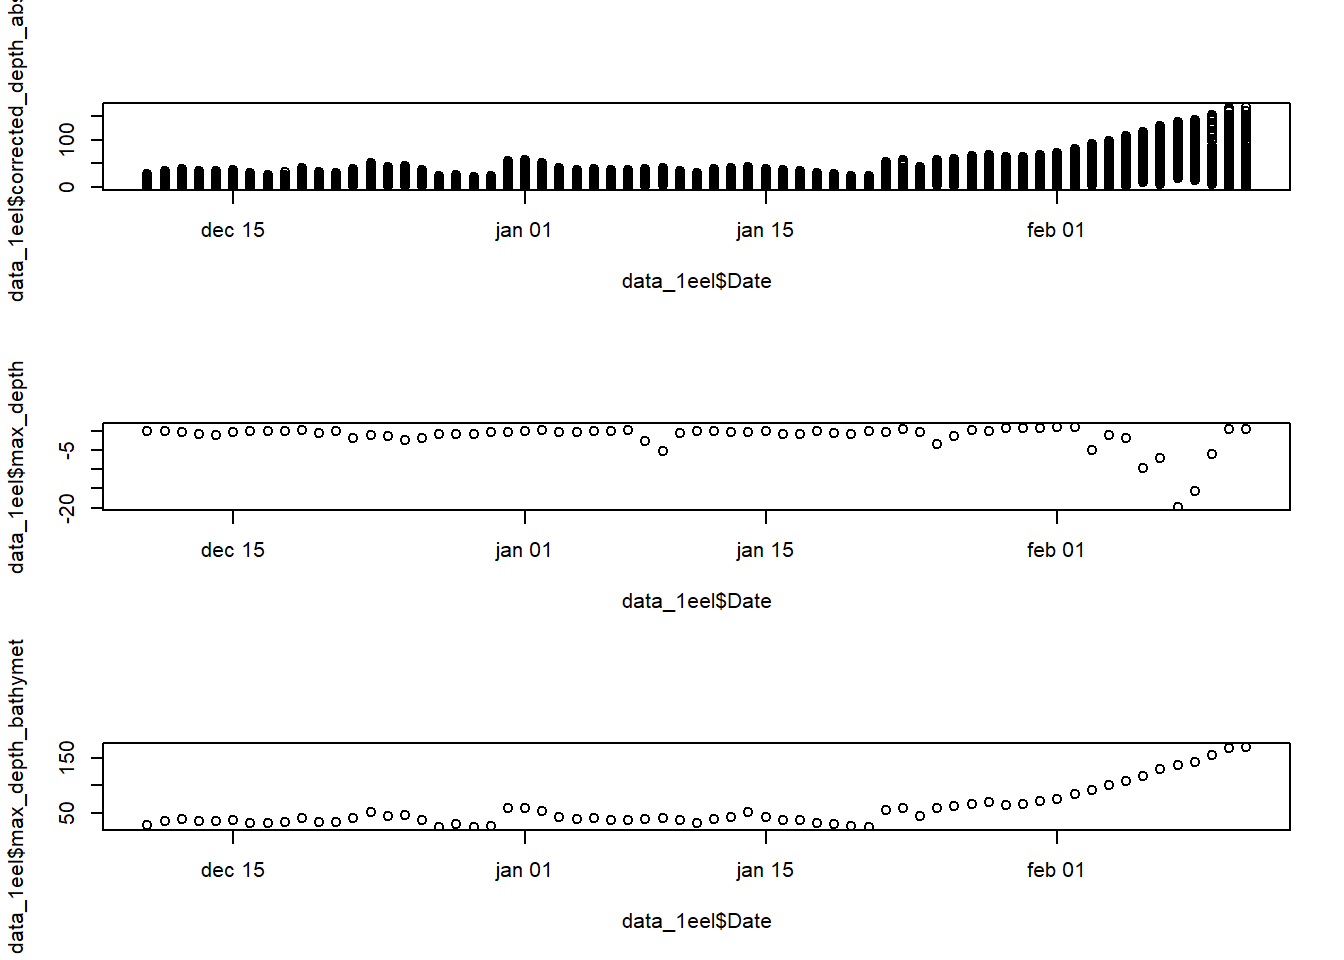 data_1eel$corrected_depth_abs
100
0
dec 15 jan 01 jan 15 feb 01
data_1eel$Date
data_1eel$max_depth
-5
-20
dec 15 jan 01 jan 15 feb 01
data_1eel$Date
data_1eel$max_depth_bathymet
150
50
dec 15 jan 01 jan 15 feb 01
data_1eel$Date